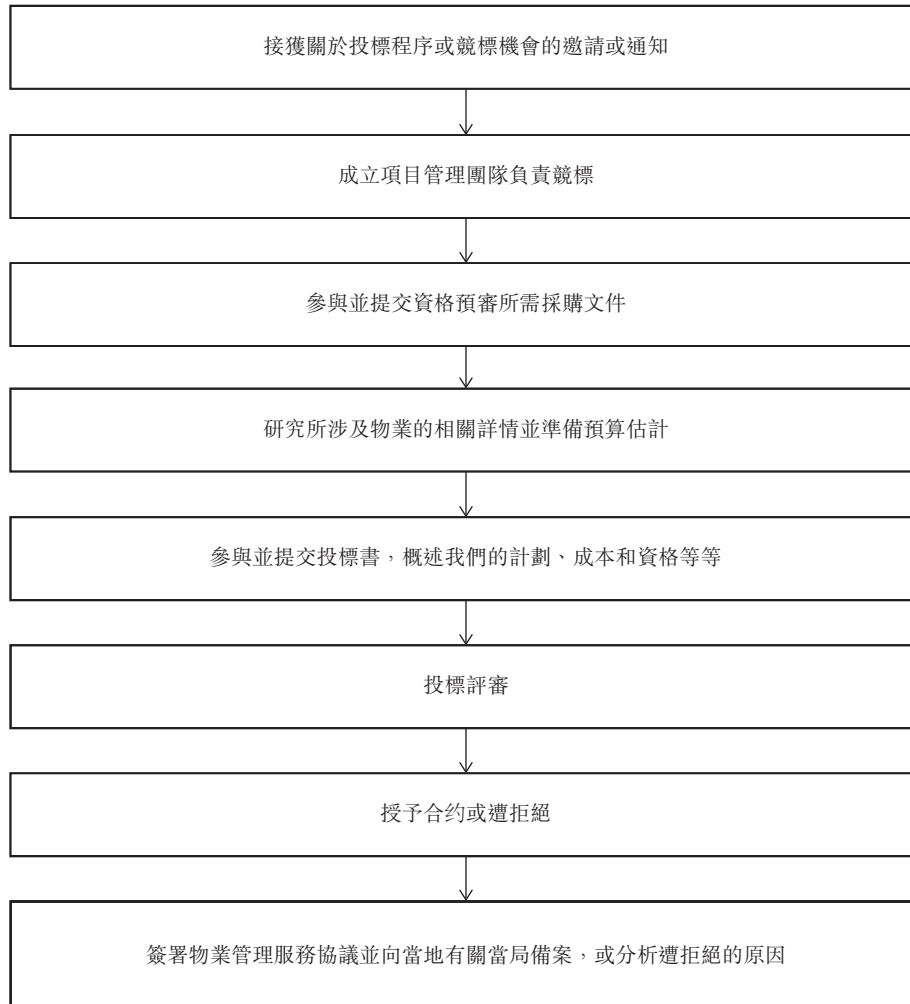 接獲關於投標程序或競標機會的邀請或通知
成立項目管理團隊負責競標
參與並提交資格預審所需採購文件
研究所涉及物業的相關詳情並準備預算估計
參與並提交投標書，概述我們的計劃、成本和資格等等
投標評審
授予合约或遭拒絕
簽署物業管理服務協議並向當地有關當局備案，或分析遭拒絕的原因